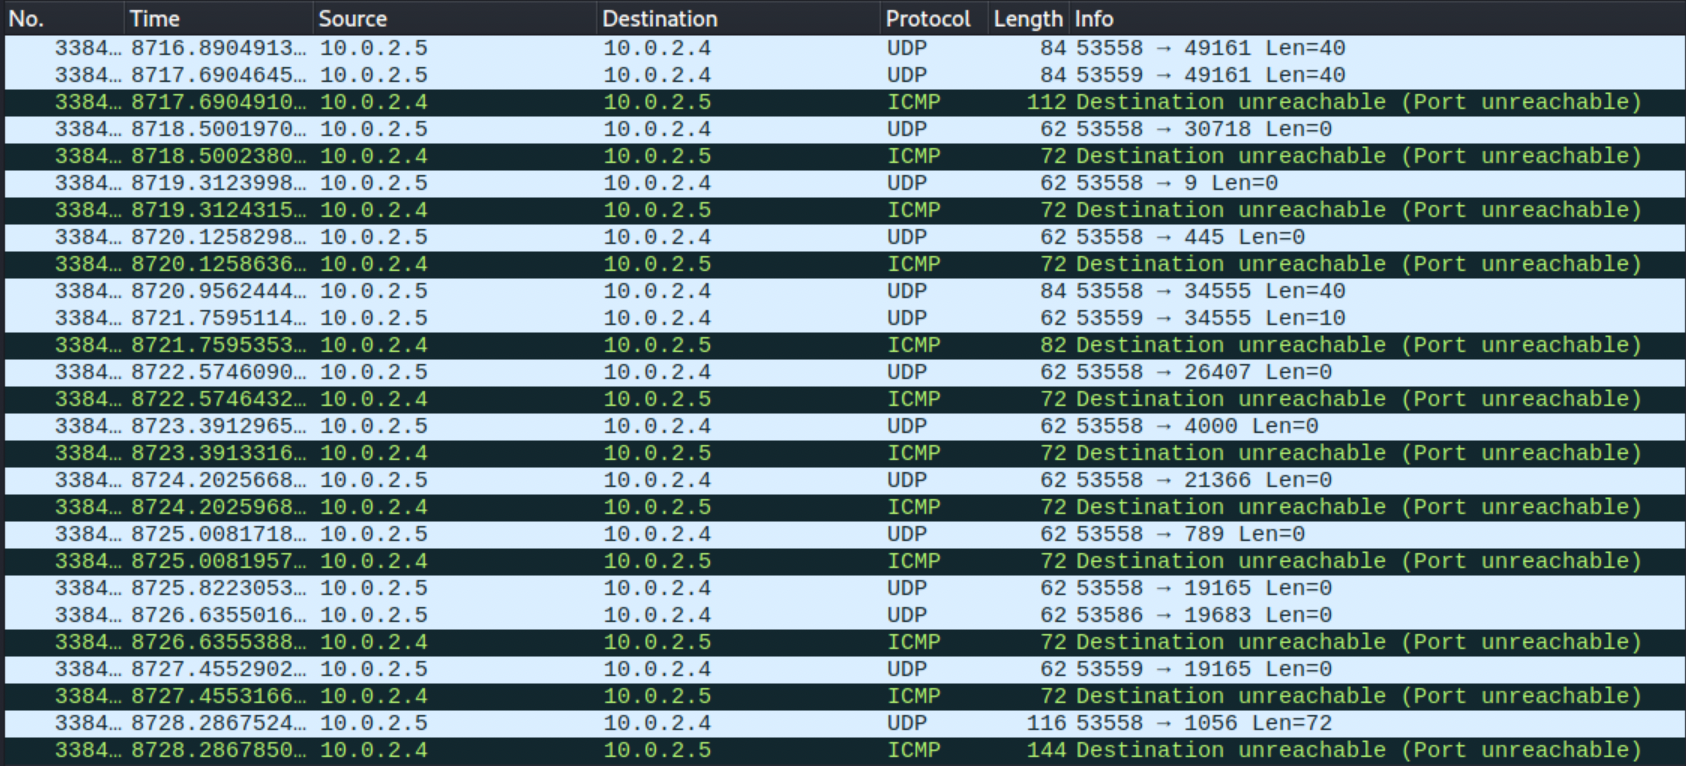 No. Time Source Destination Protocol Length Info
3384… 8716.8904913… 10.0.2.5 10.0.2.4 UDP 84 53558 → 49161 Len=40
3384… 8717.6904645… 10.0.2.5 10.0.2.4 UDP 84 53559 → 49161 Len=40
3384… 8717.6904910… 10.0.2.4 10.0.2.5 ICMP 112 Destination unreachable (Port unreachable)
3384… 8718.5001970… 10.0.2.5 10.0.2.4 UDP 62 53558 → 30718 Len=0
3384… 8718.5002380… 10.0.2.4 10.0.2.5 ICMP 72 Destination unreachable (Port unreachable)
3384… 8719.3123998… 10.0.2.5 10.0.2.4 UDP 62 53558 → 9 Len=0
3384… 8719.3124315… 10.0.2.4 10.0.2.5 ICMP 72 Destination unreachable (Port unreachable)
3384… 8720.1258298… 10.0.2.5 10.0.2.4 UDP 62 53558 → 445 Len=0
3384… 8720.1258636… 10.0.2.4 10.0.2.5 ICMP 72 Destination unreachable (Port unreachable)
3384… 8720.9562444… 10.0.2.5 10.0.2.4 UDP 84 53558 → 34555 Len=40
3384… 8721.7595114… 10.0.2.5 10.0.2.4 UDP 62 53559 → 34555 Len=10
3384… 8721.7595353… 10.0.2.4 10.0.2.5 ICMP 82 Destination unreachable (Port unreachable)
3384… 8722.5746090… 10.0.2.5 10.0.2.4 UDP 62 53558 → 26407 Len=0
3384… 8722.5746432… 10.0.2.4 10.0.2.5 ICMP 72 Destination unreachable (Port unreachable)
3384… 8723.3912965… 10.0.2.5 10.0.2.4 UDP 62 53558 → 4000 Len=0
3384… 8723.3913316… 10.0.2.4 10.0.2.5 ICMP 72 Destination unreachable (Port unreachable)
3384… 8724.2025668… 10.0.2.5 10.0.2.4 UDP 62 53558 → 21366 Len=0
3384… 8724.2025968… 10.0.2.4 10.0.2.5 ICMP 72 Destination unreachable (Port unreachable)
3384… 8725.0081718… 10.0.2.5 10.0.2.4 UDP 62 53558 → 789 Len=0
3384… 8725.0081957… 10.0.2.4 10.0.2.5 ICMP 72 Destination unreachable (Port unreachable)
3384… 8725.8223053… 10.0.2.5 10.0.2.4 UDP 62 53558 → 19165 Len=0
3384… 8726.6355016… 10.0.2.5 10.0.2.4 UDP 62 53586 → 19683 Len=0
3384… 8726.6355388… 10.0.2.4 10.0.2.5 ICMP 72 Destination unreachable (Port unreachable)
3384… 8727.4552902… 10.0.2.5 10.0.2.4 UDP 62 53559 → 19165 Len=0
3384… 8727.4553166… 10.0.2.4 10.0.2.5 ICMP 72 Destination unreachable (Port unreachable)
3384… 8728.2867524… 10.0.2.5 10.0.2.4 UDP 116 53558 → 1056 Len=72
3384… 8728.2867850… 10.0.2.4 10.0.2.5 ICMP 144 Destination unreachable (Port unreachable)